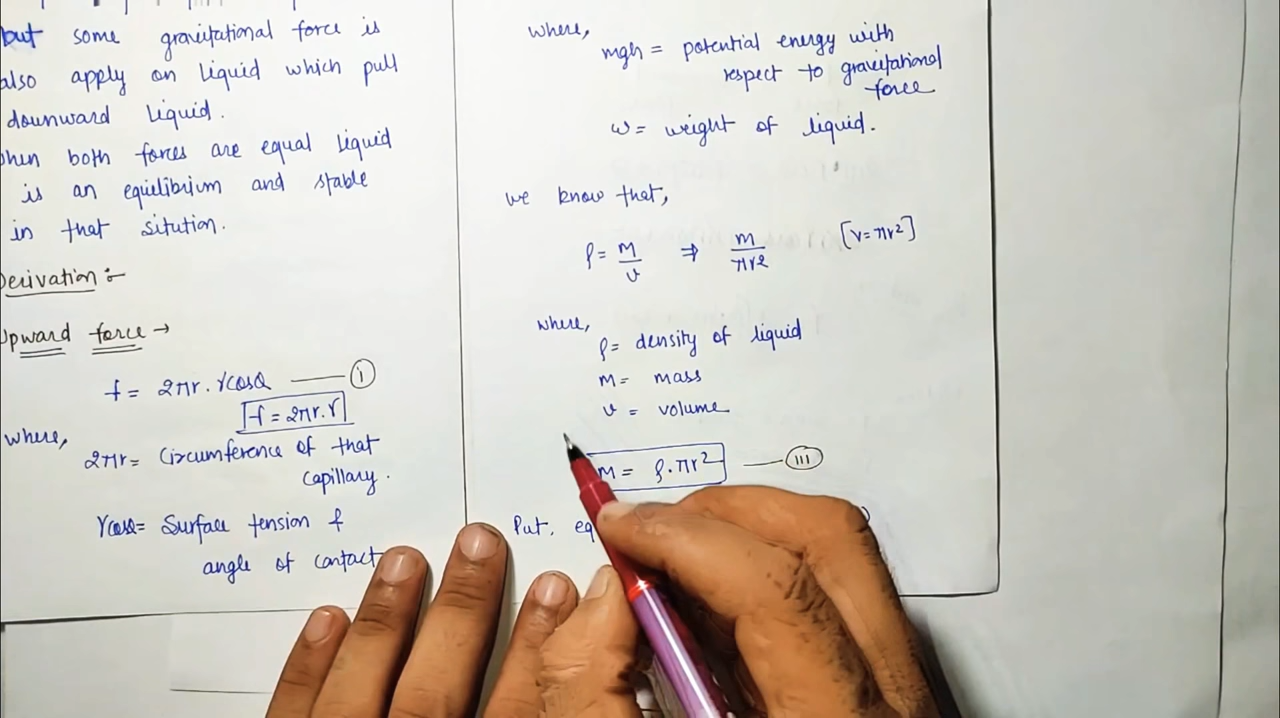 but some gravitational force is
also apply on liquid which pull
downward liquid.
when both forces are equal liquid
is an equilibrium and stable
in that sitution.
Derivation :-
Upward force →
f = 2πr . γcosθ —— (i)
f = 2πr. γ
where,
2πr = Circumference of that
capillary.
γcosθ = Surface tension &
angle of contact
where,
mgh = potential energy with
respect to gravitational
force
w = weight of liquid.
we know that,
ρ = m/v ⇒ m/πr² [v = πr²]
where,
ρ = density of liquid
m = mass
v = volume
m = ρ.πr² —— (iii)
Put, eq